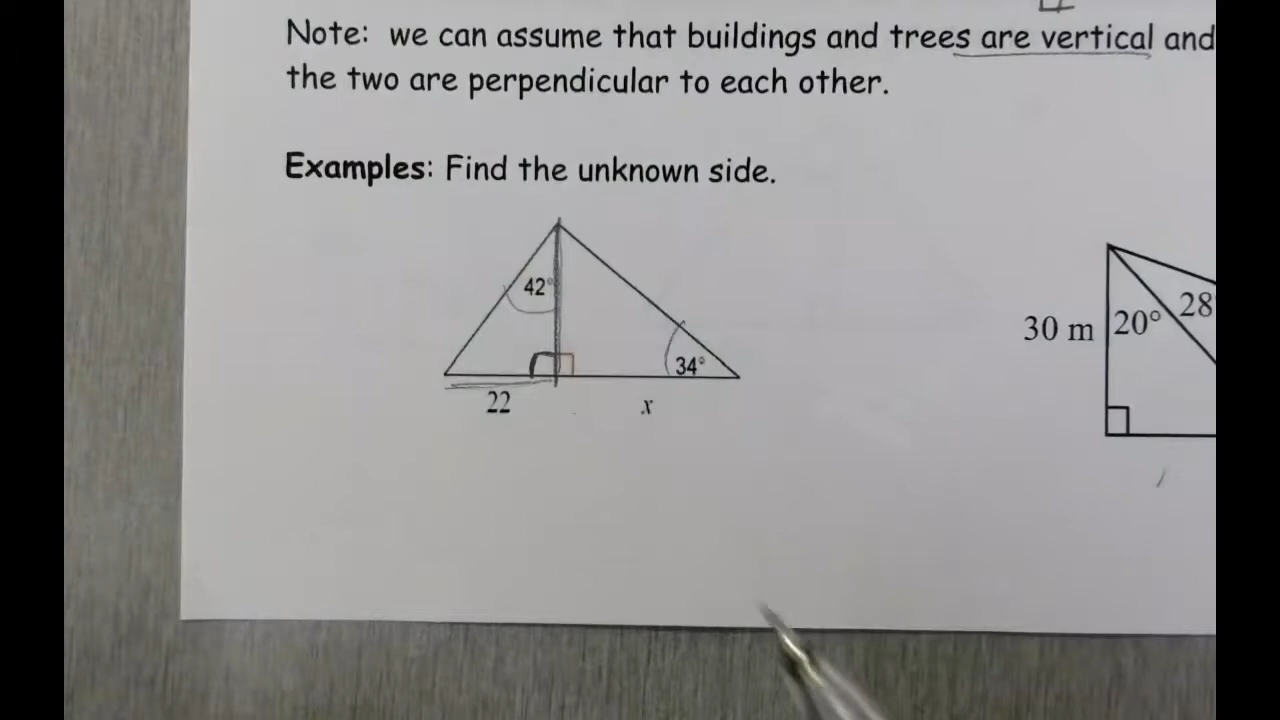 Note: we can assume that buildings and trees are vertical and
the two are perpendicular to each other.
Examples: Find the unknown side.
42°
34°
22
x
30 m
20°
28